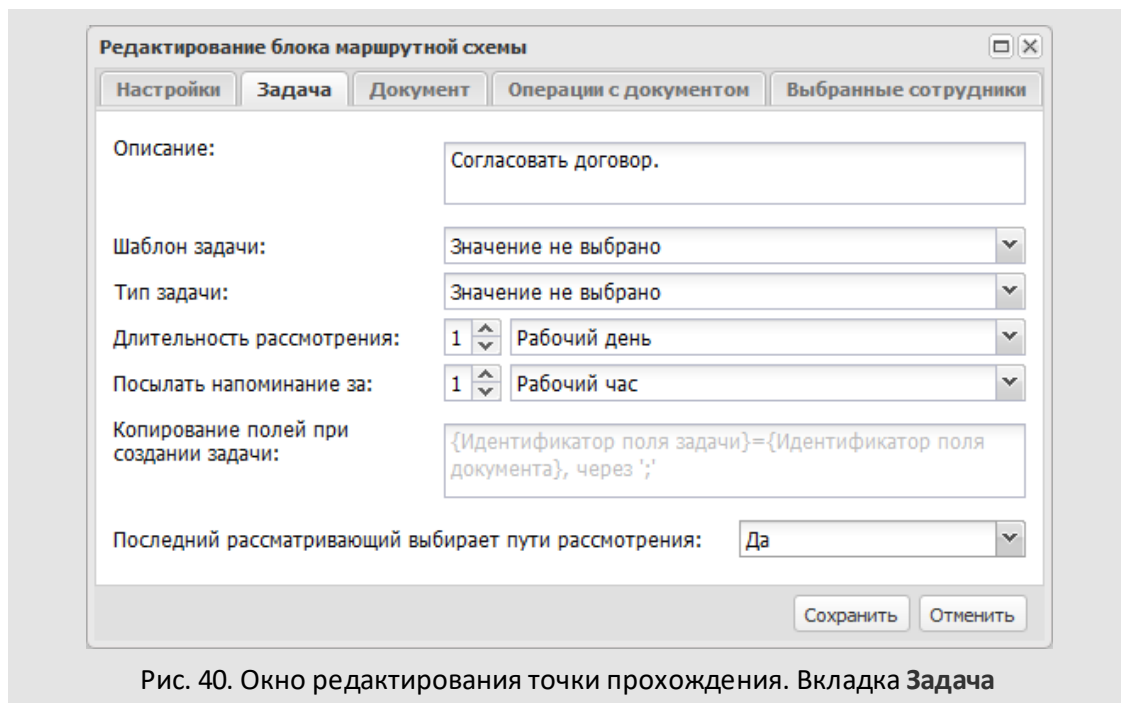 Редактирование блока маршрутной схемы
Настройки Задача Документ Операции с документом Выбранные сотрудники
Описание: Согласовать договор.
Шаблон задачи: Значение не выбрано
Тип задачи: Значение не выбрано
Длительность рассмотрения: 1 Рабочий день
Посылать напоминание за: 1 Рабочий час
Копирование полей при
создании задачи:
{Идентификатор поля задачи}={Идентификатор поля
документа}, через ';'
Последний рассматривающий выбирает пути рассмотрения: Да
Сохранить Отменить
Рис. 40. Окно редактирования точки прохождения. Вкладка Задача